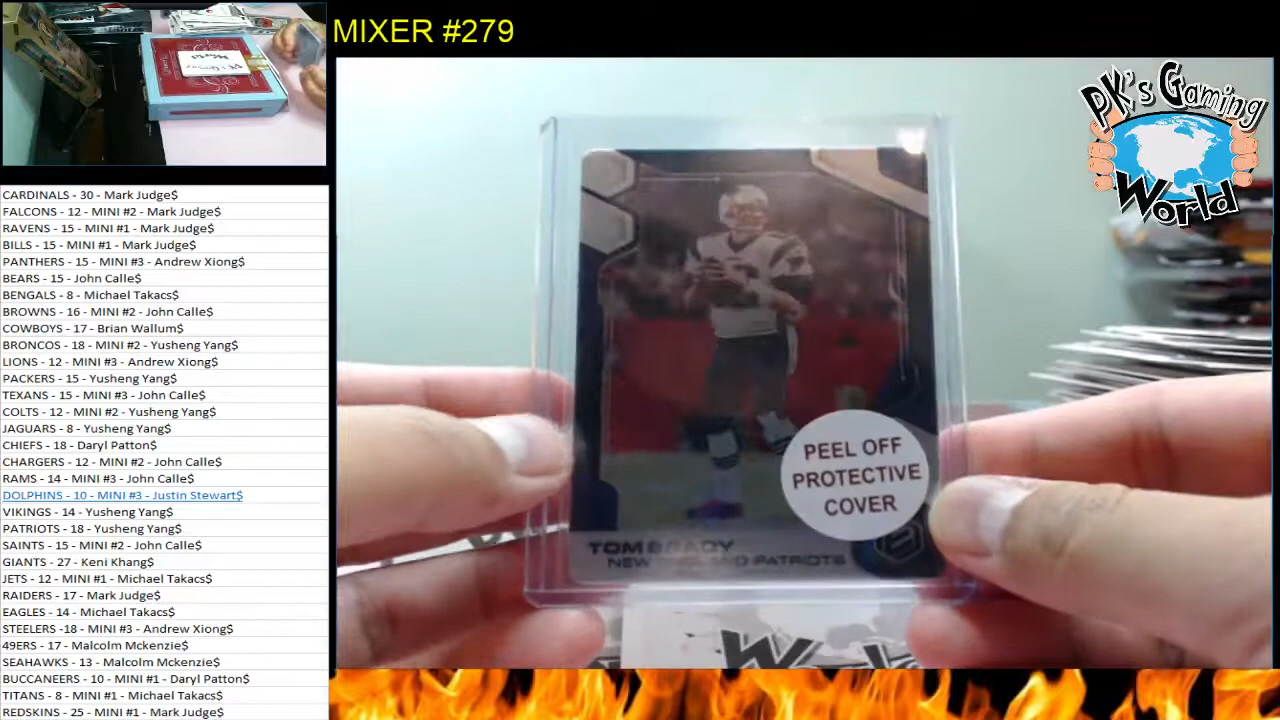 MIXER #279
PK's Gaming
World
CARDINALS - 30 - Mark Judge$
FALCONS - 12 - MINI #2 - Mark Judge$
RAVENS - 15 - MINI #1 - Mark Judge$
BILLS - 15 - MINI #1 - Mark Judge$
PANTHERS - 15 - MINI #3 - Andrew Xiong$
BEARS - 15 - John Calle$
BENGALS - 8 - Michael Takacs$
BROWNS - 16 - MINI #2 - John Calle$
COWBOYS - 17 - Brian Wallum$
BRONCOS - 18 - MINI #2 - Yusheng Yang$
LIONS - 12 - MINI #3 - Andrew Xiong$
PACKERS - 15 - Yusheng Yang$
TEXANS - 15 - MINI #3 - John Calle$
COLTS - 12 - MINI #2 - Yusheng Yang$
JAGUARS - 8 - Yusheng Yang$
CHIEFS - 18 - Daryl Patton$
CHARGERS - 12 - MINI #2 - John Calle$
RAMS - 14 - MINI #3 - John Calle$
DOLPHINS - 10 - MINI #3 - Justin Stewart$
VIKINGS - 14 - Yusheng Yang$
PATRIOTS - 18 - Yusheng Yang$
SAINTS - 15 - MINI #2 - John Calle$
GIANTS - 27 - Keni Khang$
JETS - 12 - MINI #1 - Michael Takacs$
RAIDERS - 17 - Mark Judge$
EAGLES - 14 - Michael Takacs$
STEELERS -18 - MINI #3 - Andrew Xiong$
49ERS - 17 - Malcolm Mckenzie$
SEAHAWKS - 13 - Malcolm Mckenzie$
BUCCANEERS - 10 - MINI #1 - Daryl Patton$
TITANS - 8 - MINI #1 - Michael Takacs$
REDSKINS - 25 - MINI #1 - Mark Judge$
PEEL OFF
PROTECTIVE
COVER
TOM BRADY
NEW ENGLAND PATRIOTS
World